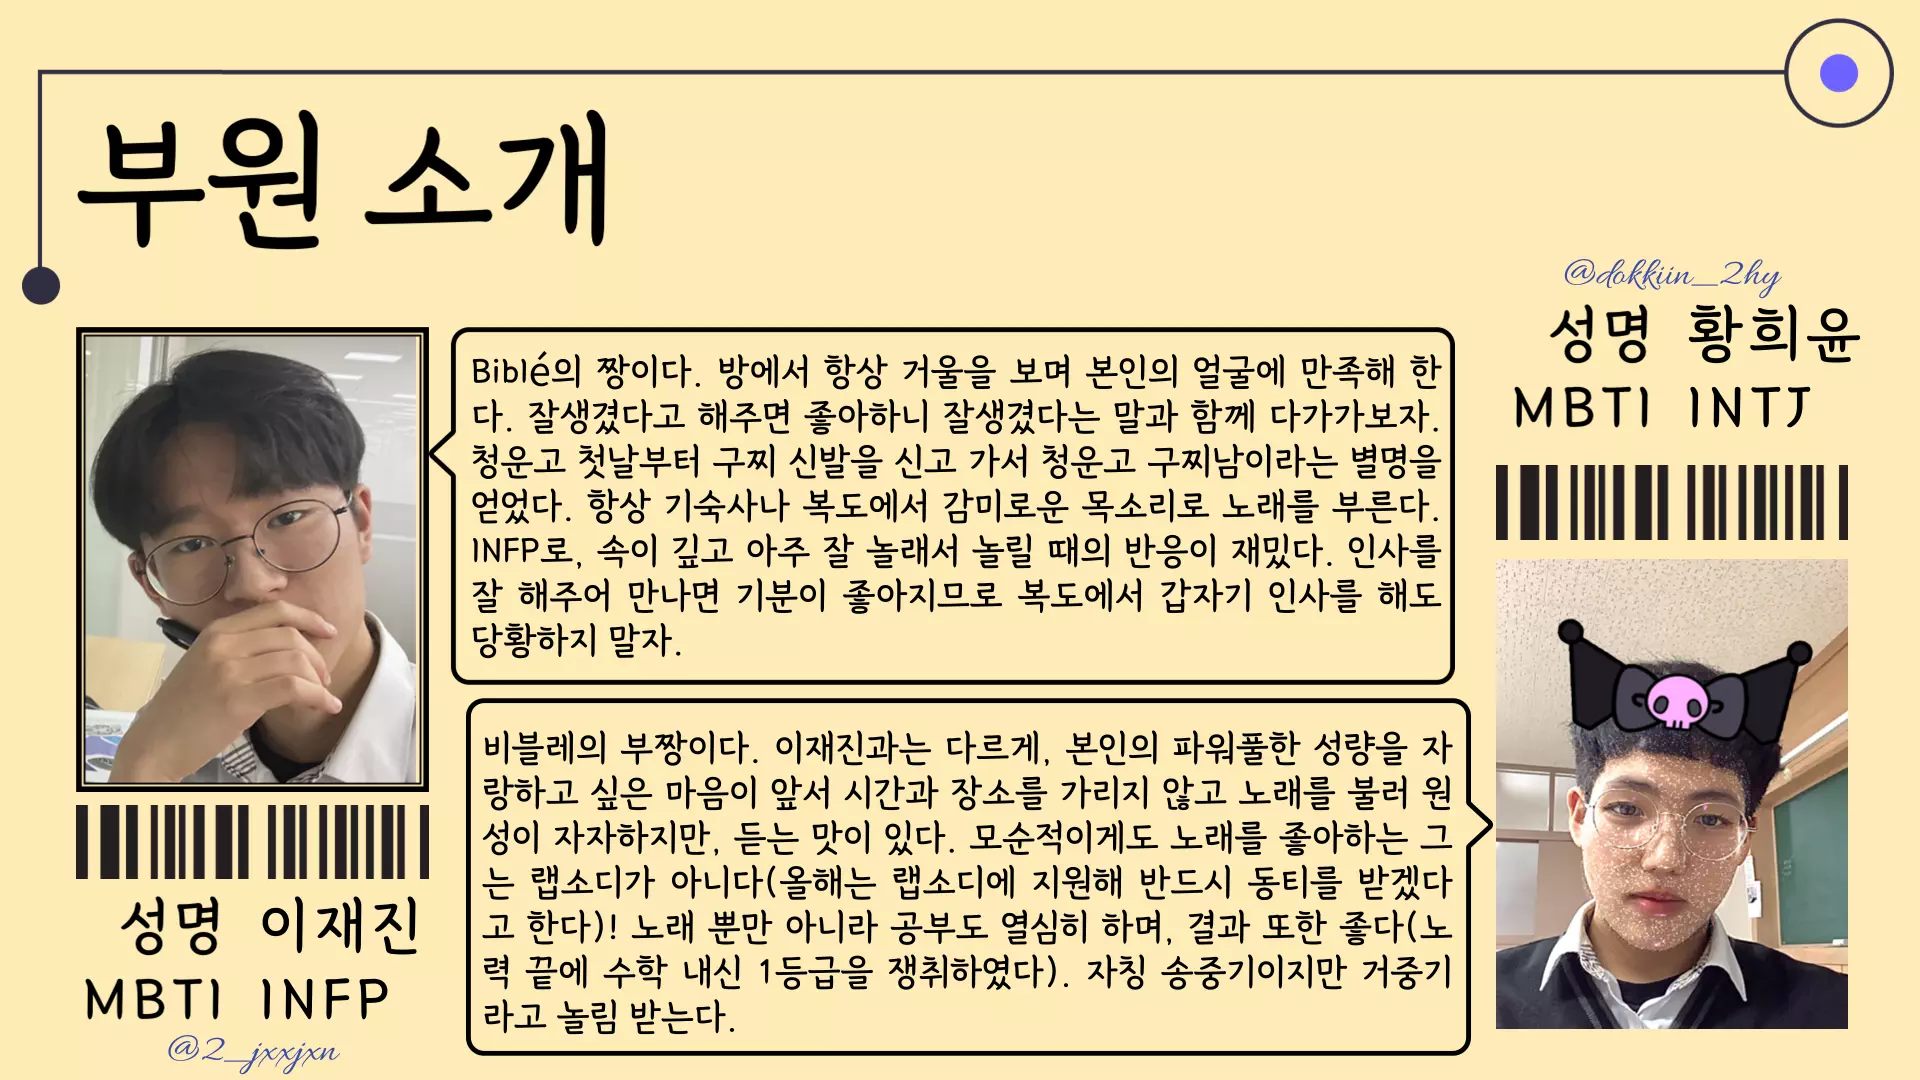 부원 소개
Biblé의 짱이다. 방에서 항상 거울을 보며 본인의 얼굴에 만족해 한
다. 잘생겼다고 해주면 좋아하니 잘생겼다는 말과 함께 다가가보자.
청운고 첫날부터 구찌 신발을 신고 가서 청운고 구찌남이라는 별명을
얻었다. 항상 기숙사나 복도에서 감미로운 목소리로 노래를 부른다.
INFP로, 속이 깊고 아주 잘 놀래서 놀릴 때의 반응이 재밌다. 인사를
잘 해주어 만나면 기분이 좋아지므로 복도에서 갑자기 인사를 해도
당황하지 말자.
성명 이재진
MBTI INFP
@2_jxxjxn
@dokkiin_2hy
성명 황희윤
MBTI INTJ
비블레의 부짱이다. 이재진과는 다르게, 본인의 파워풀한 성량을 자
랑하고 싶은 마음이 앞서 시간과 장소를 가리지 않고 노래를 불러 원
성이 자자하지만, 듣는 맛이 있다. 모순적이게도 노래를 좋아하는 그
는 랩소디가 아니다(올해는 랩소디에 지원해 반드시 동티를 받겠다
고 한다)! 노래 뿐만 아니라 공부도 열심히 하며, 결과 또한 좋다(노
력 끝에 수학 내신 1등급을 쟁취하였다). 자칭 송중기이지만 거중기
라고 놀림 받는다.